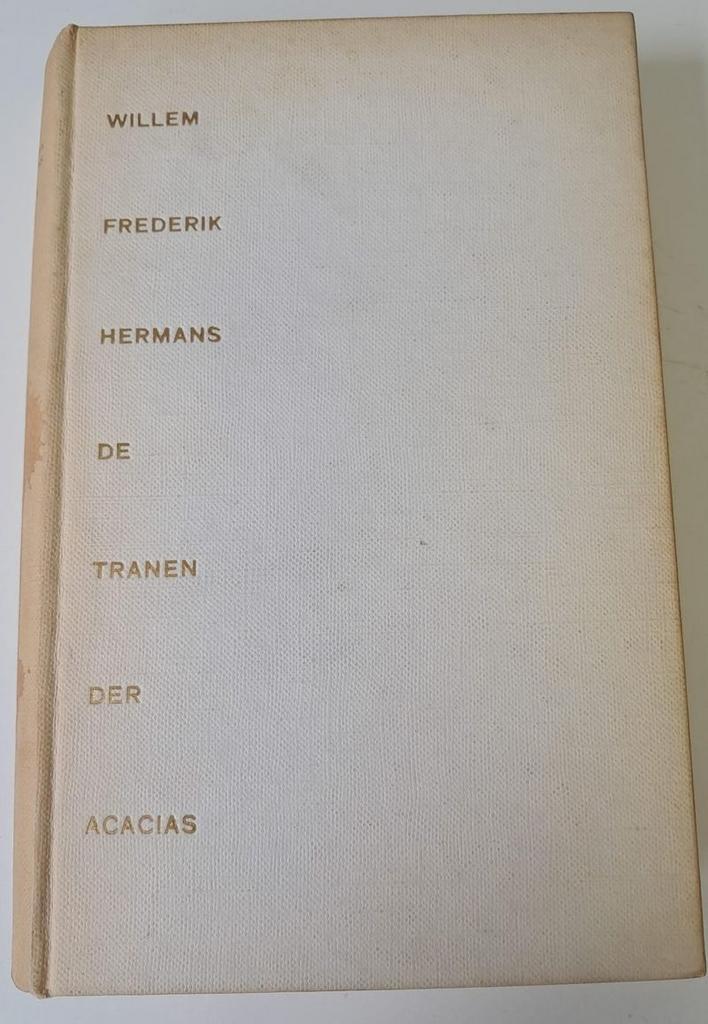 WILLEM
FREDERIK
HERMANS
DE
TRANEN
DER
ACACIAS